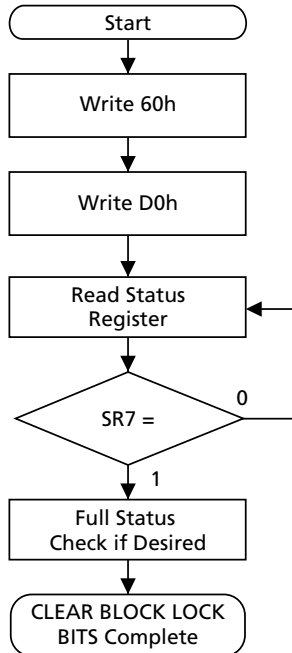 Start
Write 60h
Write D0h
Read Status
Register
SR7 =
0
1
Full Status
Check if Desired
CLEAR BLOCK LOCK
BITS Complete